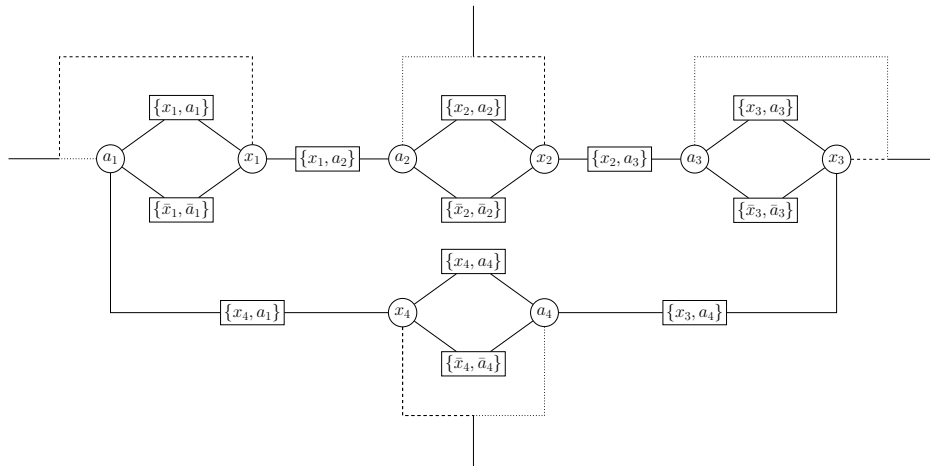 {x₁, a₁} {x₂, a₂} {x₃, a₃}
a₁ x₁ {x₁, a₂} a₂ x₂ {x₂, a₃} a₃ x₃
{x̄₁, ā₁} {x̄₂, ā₂} {x̄₃, ā₃}
{x₄, a₄}
{x₄, a₁} x₄ a₄ {x₃, a₄}
{x̄₄, ā₄}